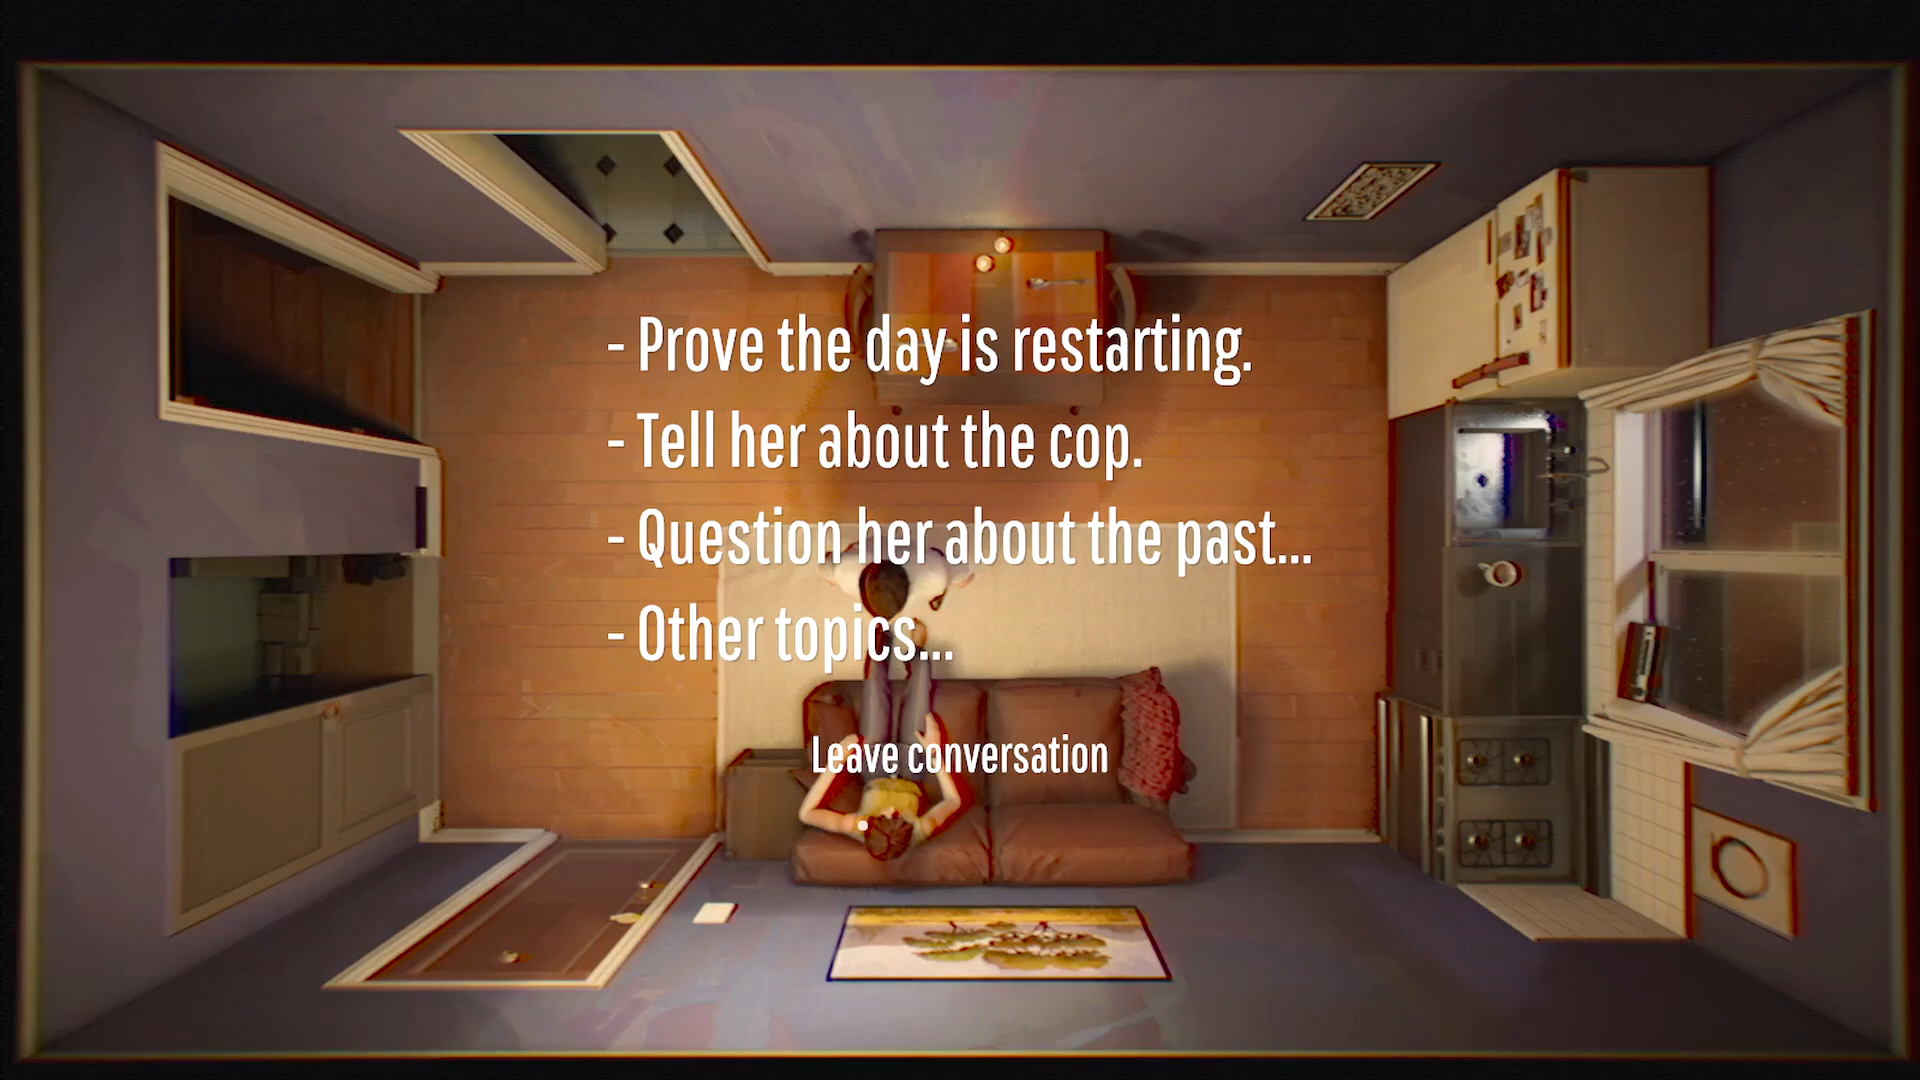 - Prove the day is restarting.
- Tell her about the cop.
- Question her about the past...
- Other topics...
Leave conversation